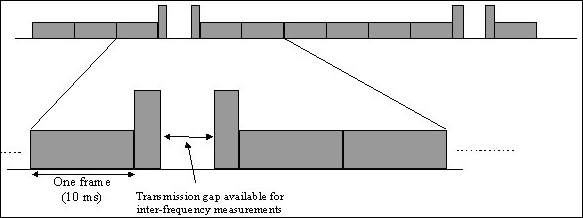 One frame
(10 ms)
Transmission gap available for
inter-frequency measurements